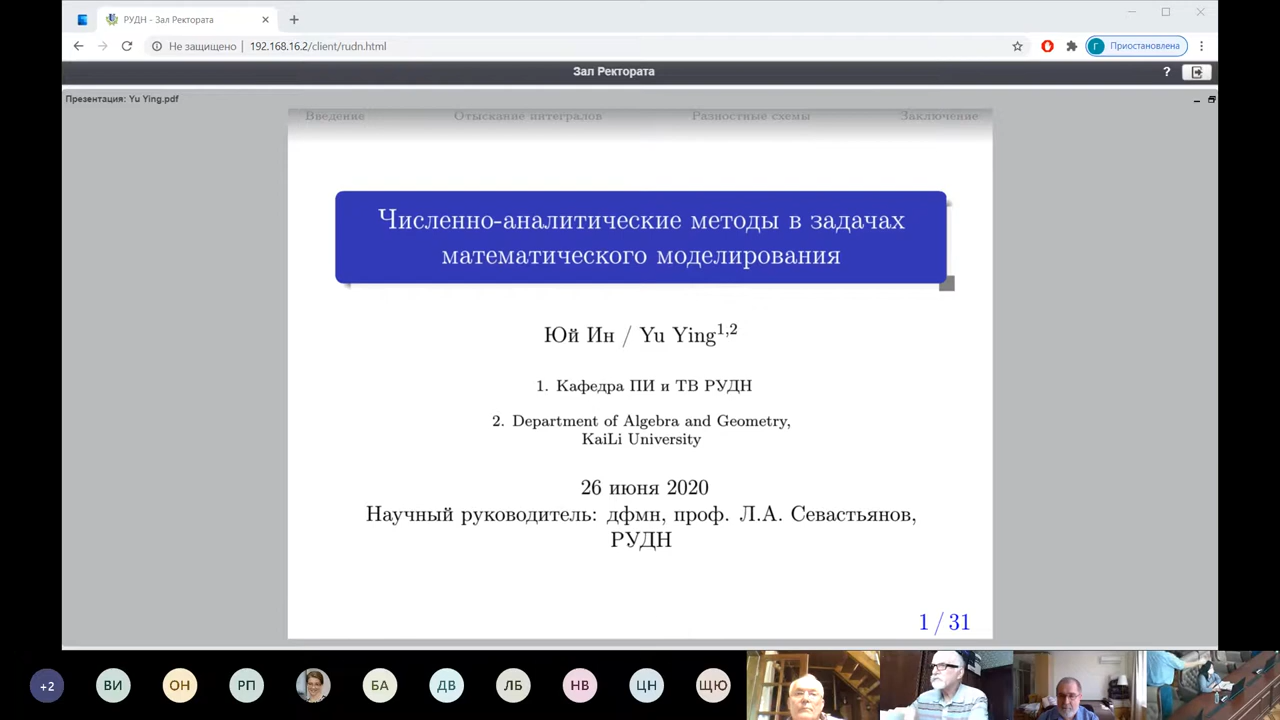 РУДН - Зал Ректората
Не защищено
192.168.16.2/client/rudn.html
Г
Приостановлена
Зал Ректората
?
Презентация: Yu Ying.pdf
Введение
Отыскание интегралов
Разностные схемы
Заключение
Численно-аналитические методы в задачах
математического моделирования
Юй Ин / Yu Ying1,2
1. Кафедра ПИ и ТВ РУДН
2. Department of Algebra and Geometry,
KaiLi University
26 июня 2020
Научный руководитель: дфмн, проф. Л.А. Севастьянов,
РУДН
1 / 31
+2
ВИ
ОН
РП
БА
ДВ
ЛБ
НВ
ЦН
ЩЮ